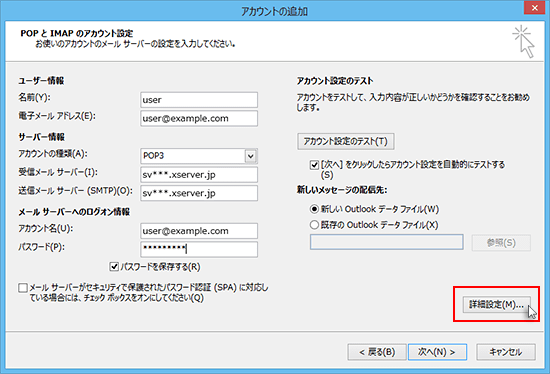 アカウントの追加
POP と IMAP のアカウント設定
お使いのアカウントのメール サーバーの設定を入力してください。
ユーザー情報
名前(Y):
user
電子メール アドレス(E):
user@example.com
サーバー情報
アカウントの種類(A):
POP3
受信メール サーバー(I):
sv***.xserver.jp
送信メール サーバー (SMTP)(O):
sv***.xserver.jp
メール サーバーへのログオン情報
アカウント名(U):
user@example.com
パスワード(P):
*********
パスワードを保存する(R)
メール サーバーがセキュリティで保護されたパスワード認証 (SPA) に対応
している場合には、チェック ボックスをオンにしてください(Q)
アカウント設定のテスト
アカウントをテストして、入力内容が正しいかどうかを確認することをお勧め
します。
アカウント設定のテスト(T)
[次へ] をクリックしたらアカウント設定を自動的にテストする
(S)
新しいメッセージの配信先:
新しい Outlook データ ファイル(W)
既存の Outlook データ ファイル(X)
参照(S)
詳細設定(M)...
< 戻る(B)
次へ(N) >
キャンセル